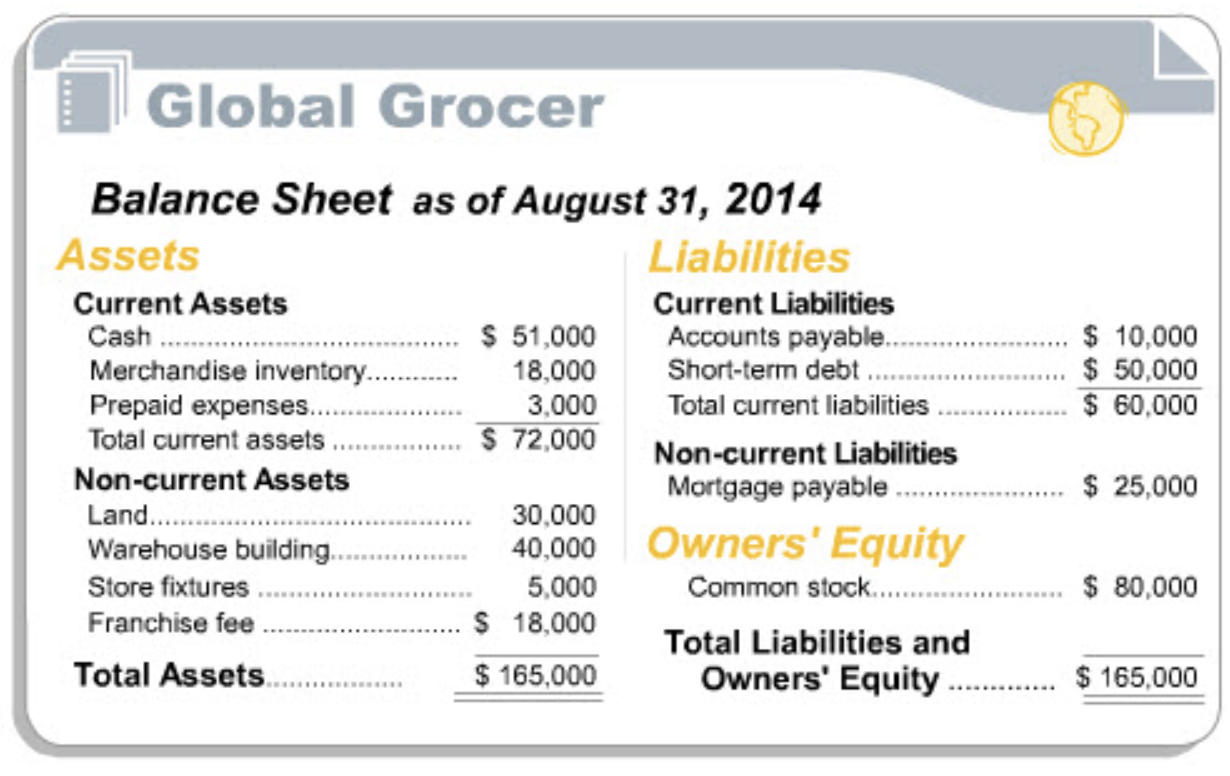 Global Grocer
Balance Sheet as of August 31, 2014
Assets
Current Assets
Cash ........................................ $ 51,000
Merchandise inventory............ 18,000
Prepaid expenses.................... 3,000
Total current assets ................. $ 72,000
Non-current Assets
Land.......................................... 30,000
Warehouse building.................. 40,000
Store fixtures ............................ 5,000
Franchise fee .......................... $ 18,000
Total Assets.................. $ 165,000
Liabilities
Current Liabilities
Accounts payable........................ $ 10,000
Short-term debt .......................... $ 50,000
Total current liabilities ................. $ 60,000
Non-current Liabilities
Mortgage payable ...................... $ 25,000
Owners' Equity
Common stock......................... $ 80,000
Total Liabilities and
Owners' Equity .............. $ 165,000